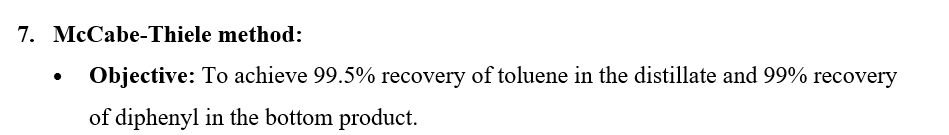 7. McCabe-Thiele method:
• Objective: To achieve 99.5% recovery of toluene in the distillate and 99% recovery
of diphenyl in the bottom product.